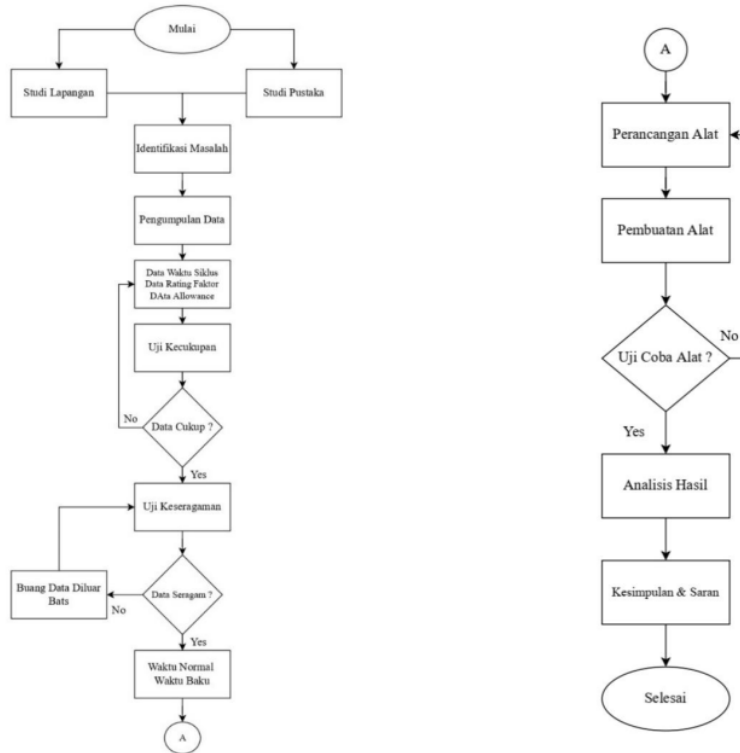 Mulai
Studi Lapangan
Studi Pustaka
Identifikasi Masalah
Pengumpulan Data
Data Waktu Siklus
Data Rating Faktor
DAta Allowance
Uji Kecukupan
No
Data Cukup ?
Yes
Uji Keseragaman
Buang Data Diluar
Bats
No
Data Seragam ?
Yes
Waktu Normal
Waktu Baku
A
A
Perancangan Alat
Pembuatan Alat
No
Uji Coba Alat ?
Yes
Analisis Hasil
Kesimpulan & Saran
Selesai